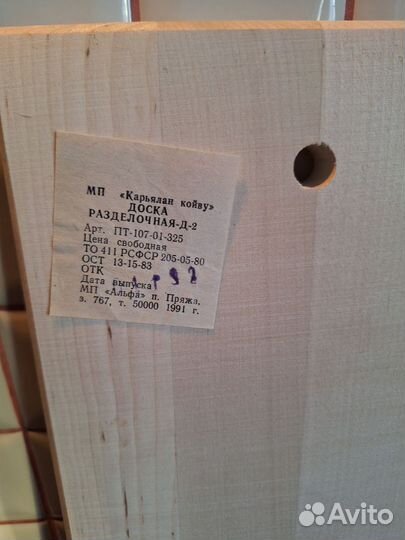 МП «Карьялан койву»
ДОСКА
РАЗДЕЛОЧНАЯ-Д-2
Арт. ПТ-107-01-325
Цена свободная
ТО 411 РСФСР 205-05-80
ОСТ 13-15-83
ОТК
Дата выпуска
МП «Альфа» п. Пряжа.
з. 767, т. 50000 1991 г.
Avito